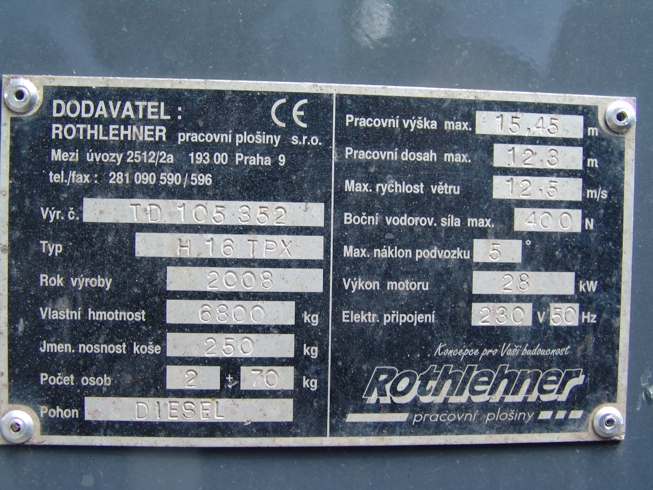 DODAVATEL : CE
ROTHLEHNER pracovní plošiny s.r.o.
Mezi úvozy 2512/2a 193 00 Praha 9
tel./fax : 281 090 590 / 596
Výr. č. TD 105 352
Typ H 16 TPX
Rok výroby 2008
Vlastní hmotnost 6800 kg
Jmen. nosnost koše 250 kg
Počet osob 2 + 70 kg
Pohon DIESEL
Pracovní výška max. 15,45 m
Pracovní dosah max. 12,3 m
Max. rychlost větru 12,5 m/s
Boční vodorov. síla max. 400 N
Max. náklon podvozku 5 °
Výkon motoru 28 kW
Elektr. připojení 230 V 50 Hz
Koncepce pro Vaši budoucnost
Rothlehner
pracovní plošiny